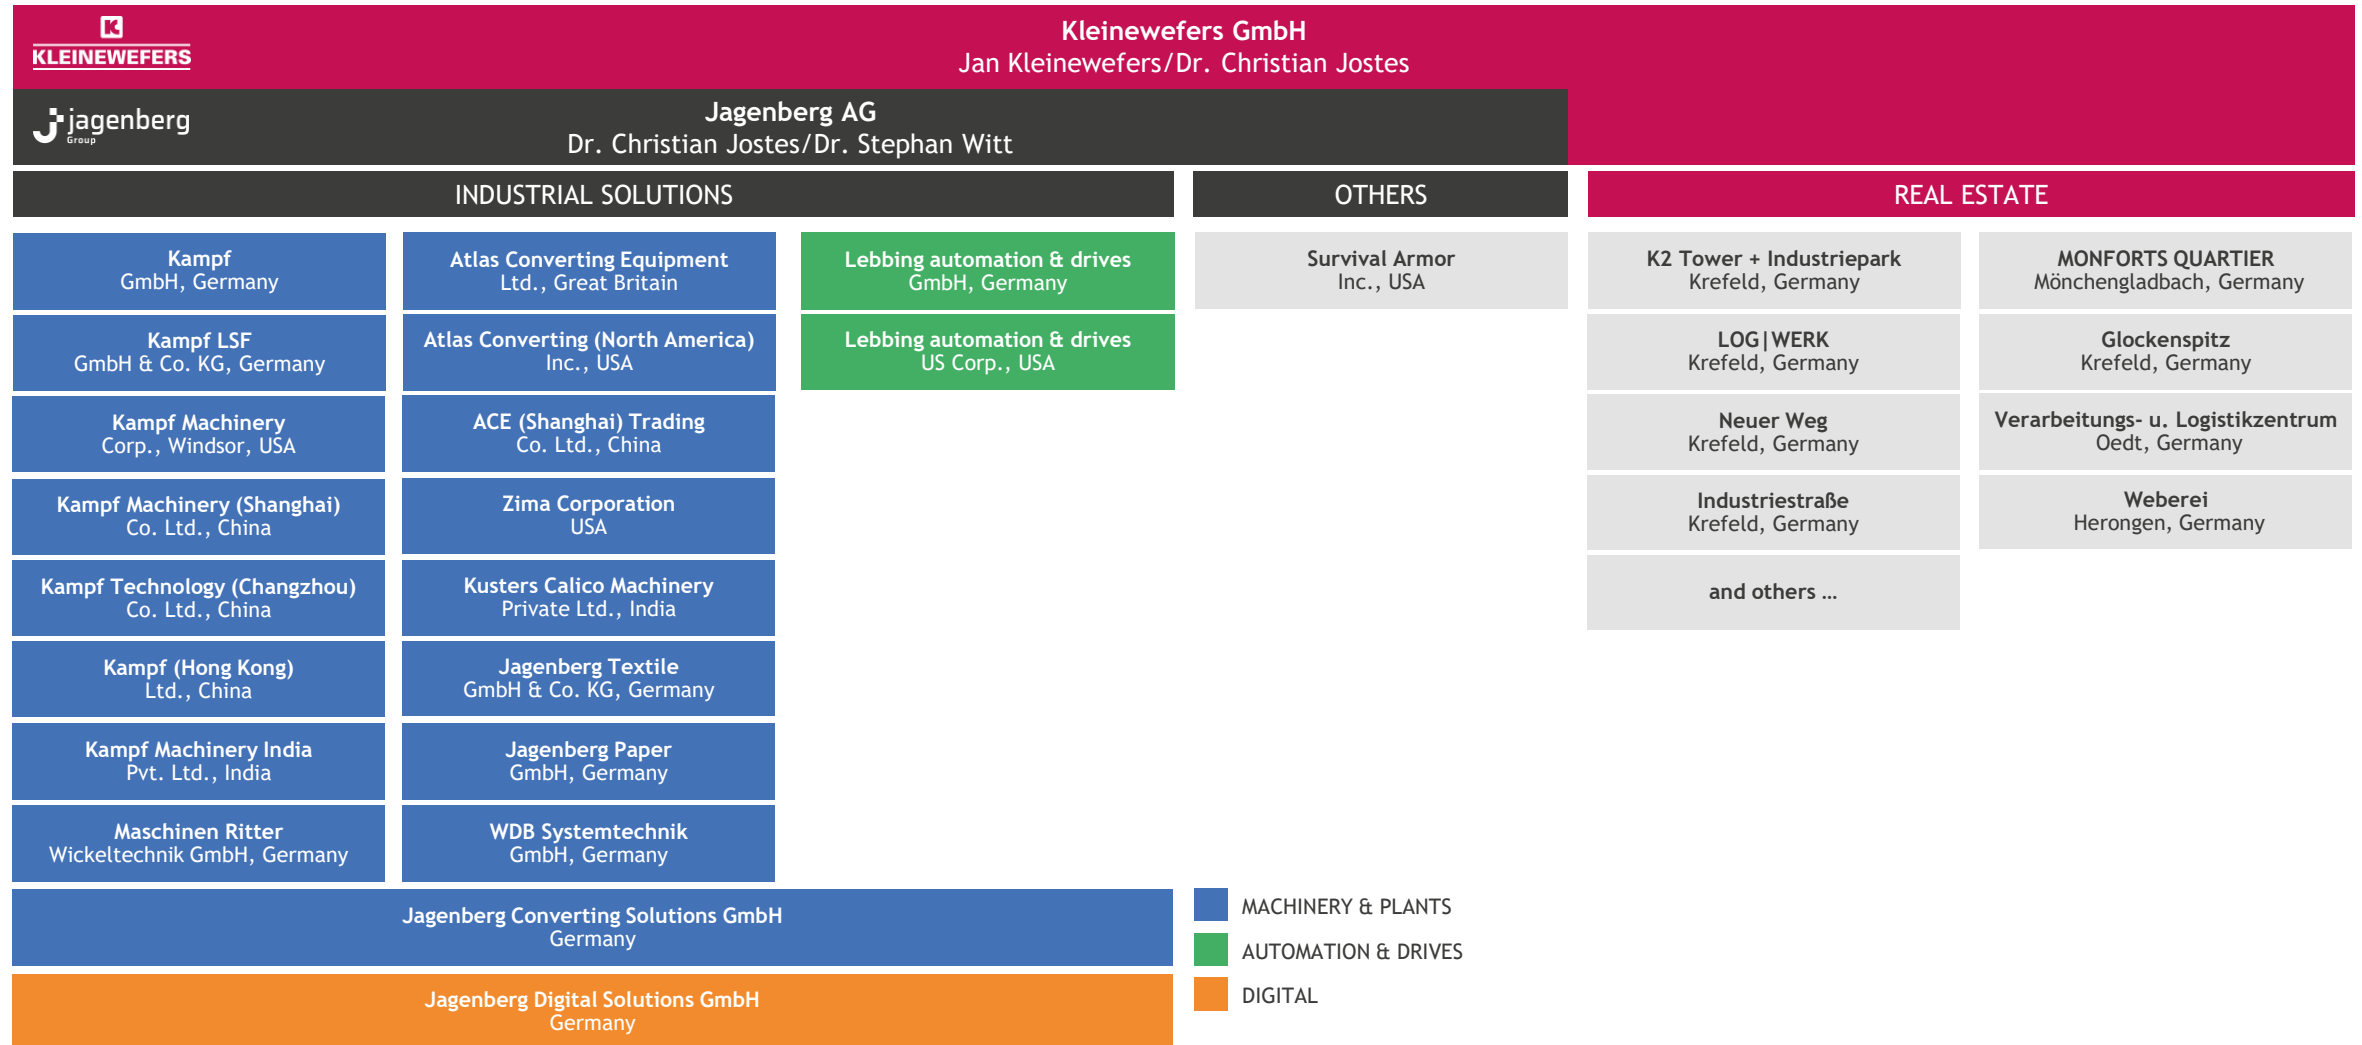 K
KLEINEWEFERS
Kleinewefers GmbH
Jan Kleinewefers/Dr. Christian Jostes
jagenberg
Group
Jagenberg AG
Dr. Christian Jostes/Dr. Stephan Witt
INDUSTRIAL SOLUTIONS
Kampf
GmbH, Germany
Kampf LSF
GmbH & Co. KG, Germany
Kampf Machinery
Corp., Windsor, USA
Kampf Machinery (Shanghai)
Co. Ltd., China
Kampf Technology (Changzhou)
Co. Ltd., China
Kampf (Hong Kong)
Ltd., China
Kampf Machinery India
Pvt. Ltd., India
Maschinen Ritter
Wickeltechnik GmbH, Germany
Atlas Converting Equipment
Ltd., Great Britain
Atlas Converting (North America)
Inc., USA
ACE (Shanghai) Trading
Co. Ltd., China
Zima Corporation
USA
Kusters Calico Machinery
Private Ltd., India
Jagenberg Textile
GmbH & Co. KG, Germany
Jagenberg Paper
GmbH, Germany
WDB Systemtechnik
GmbH, Germany
Lebbing automation & drives
GmbH, Germany
Lebbing automation & drives
US Corp., USA
Jagenberg Converting Solutions GmbH
Germany
Jagenberg Digital Solutions GmbH
Germany
OTHERS
Survival Armor
Inc., USA
REAL ESTATE
K2 Tower + Industriepark
Krefeld, Germany
LOG|WERK
Krefeld, Germany
Neuer Weg
Krefeld, Germany
Industriestraße
Krefeld, Germany
and others …
MONFORTS QUARTIER
Mönchengladbach, Germany
Glockenspitz
Krefeld, Germany
Verarbeitungs- u. Logistikzentrum
Oedt, Germany
Weberei
Herongen, Germany
MACHINERY & PLANTS
AUTOMATION & DRIVES
DIGITAL